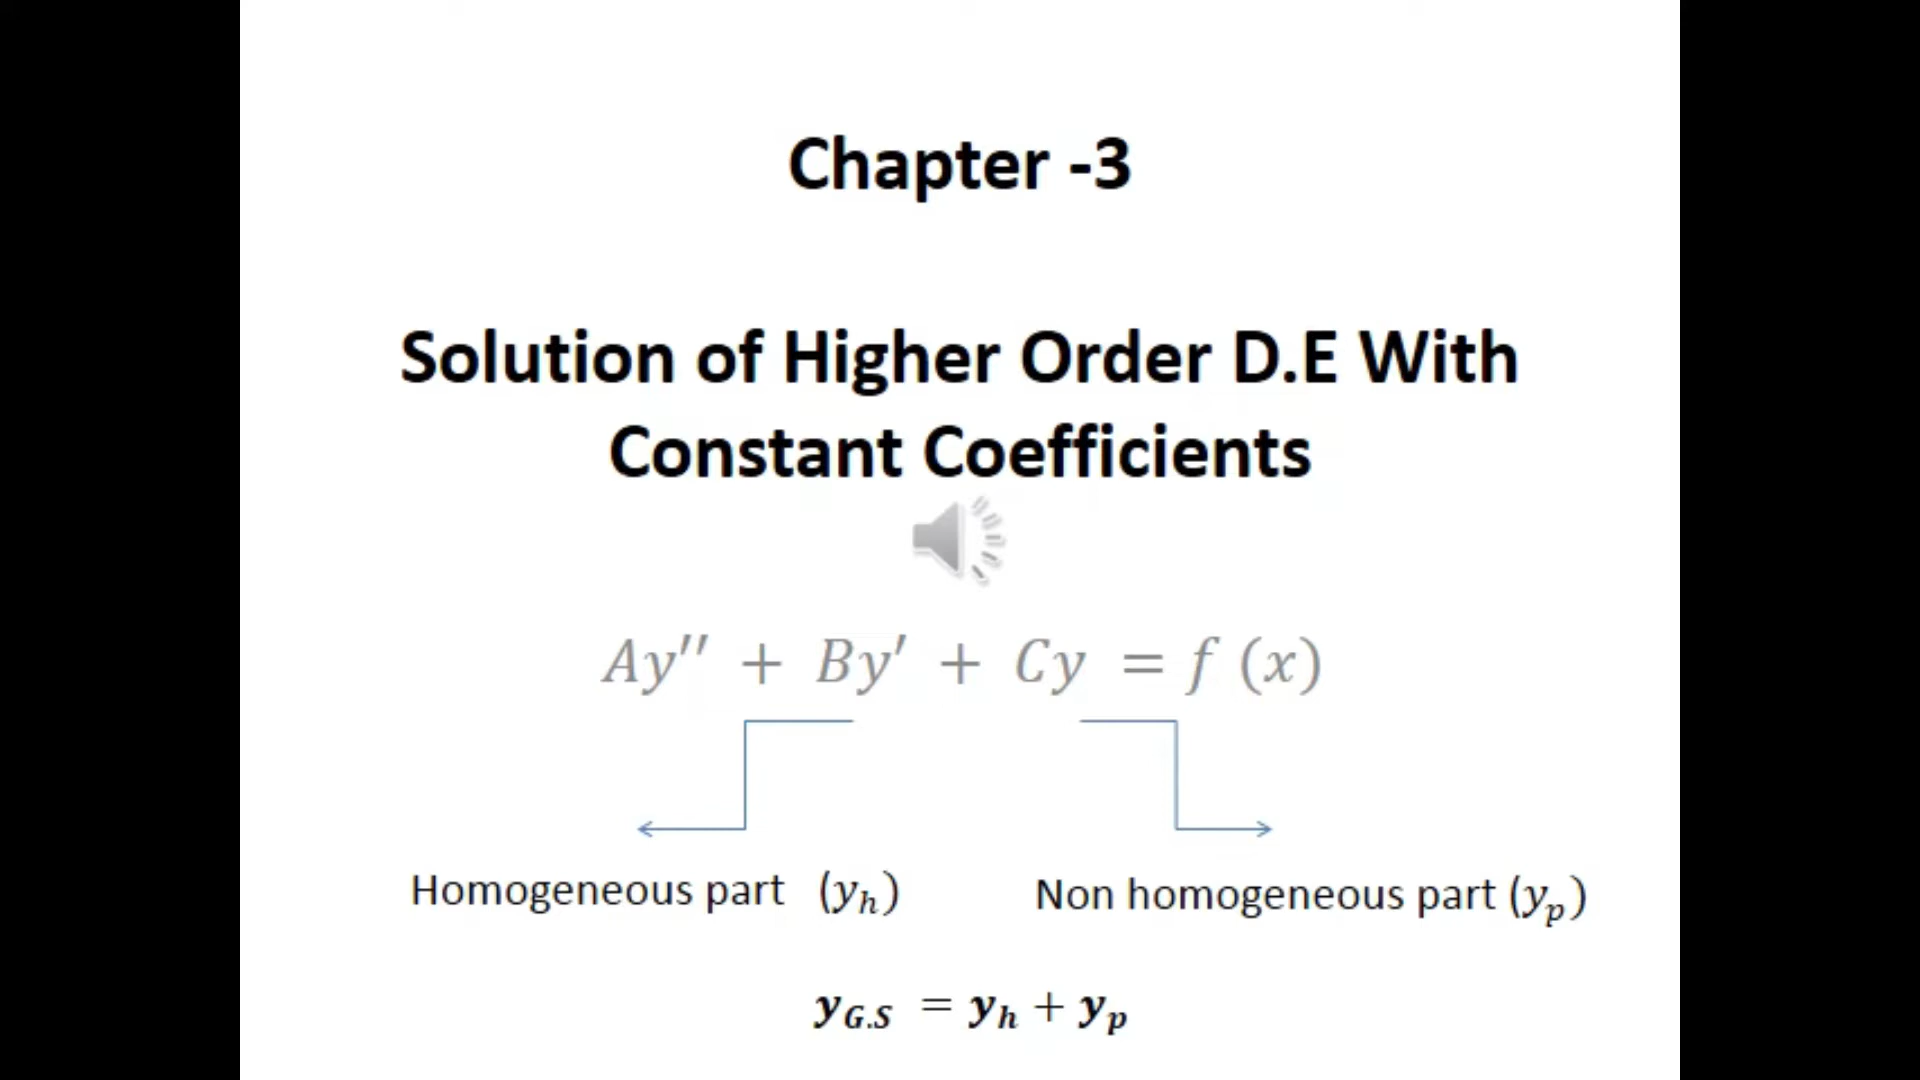 Chapter -3
Solution of Higher Order D.E With
Constant Coefficients
Ay′′ + By′ + Cy = f (x)
Homogeneous part (y_h)
Non homogeneous part (y_p)
y_{G.S} = y_h + y_p